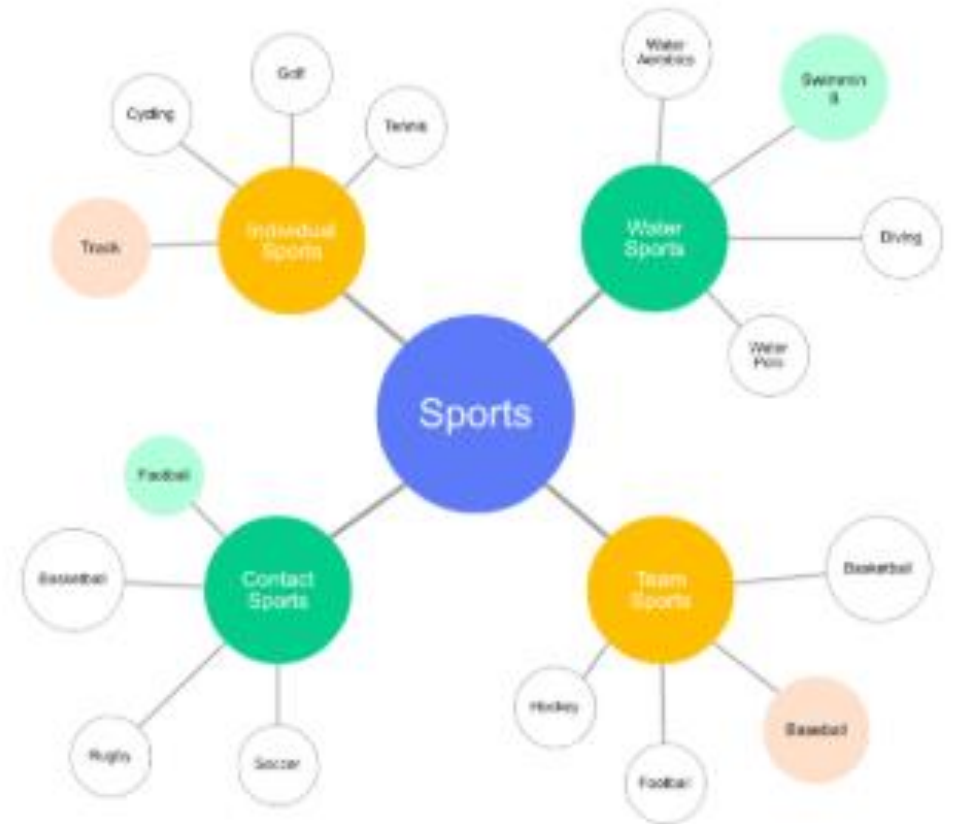 Water
Aerobics
Swimmin
g
Golf
Cycling
Tennis
Individual
Sports
Water
Sports
Track
Diving
Water
Polo
Sports
Football
Basketball
Contact
Sports
Team
Sports
Basketball
Hockey
Baseball
Rugby
Soccer
Football